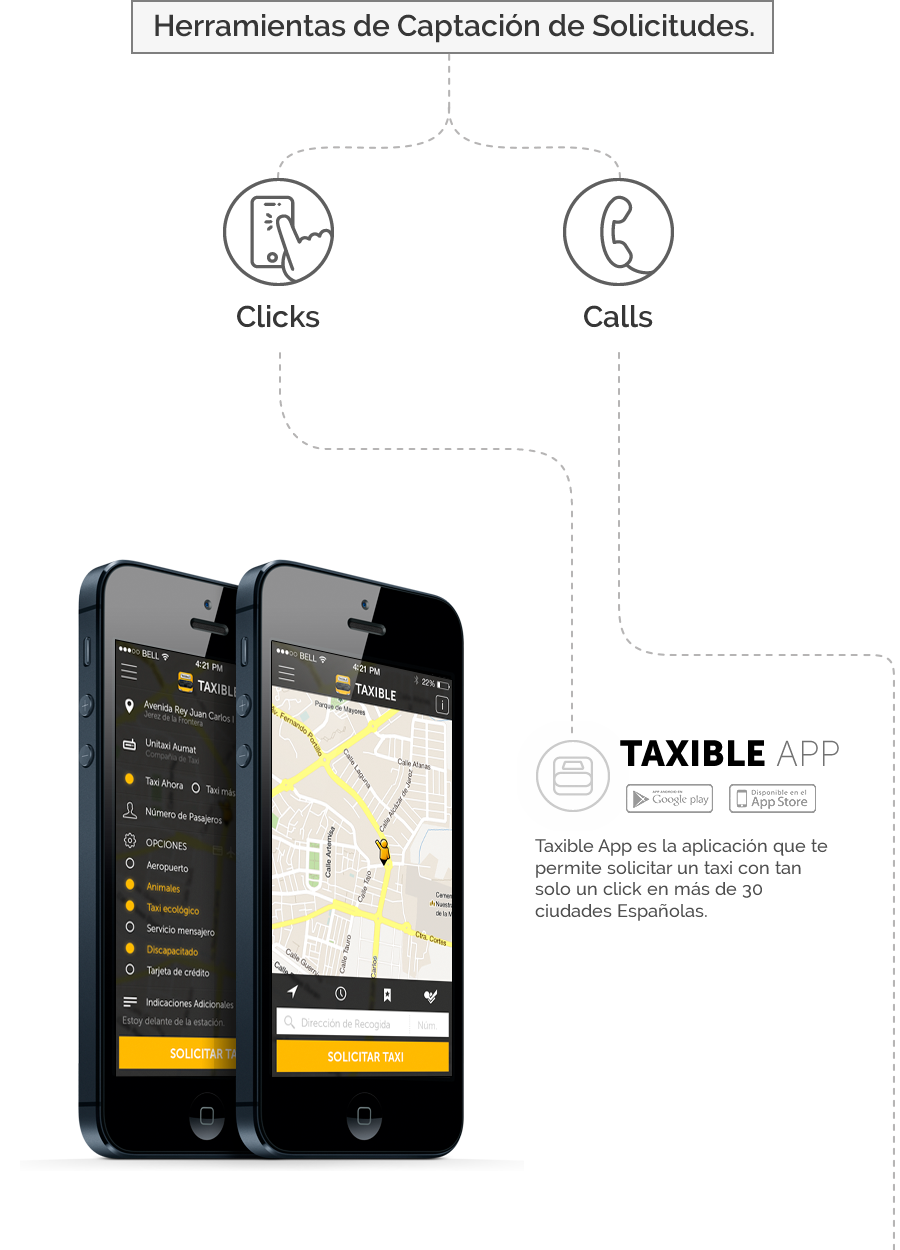 Herramientas de Captación de Solicitudes.
Clicks
Calls
BELL
4:21 PM
TAXIBLE
Avenida Rey Juan Carlos I
Jerez de la Frontera
Unitaxi Aumat
Compañía de Taxi
Taxi Ahora
Taxi más
Número de Pasajeros
OPCIONES
Aeropuerto
Animales
Taxi ecológico
Servicio mensajero
Discapacitado
Tarjeta de crédito
Indicaciones Adicionales
Estoy delante de la estación.
SOLICITAR TA
BELL
4:21 PM
22%
TAXIBLE
i
Parque de Mayores
Av. Fernando Portillo
Calle Laguna
Calle Afanas
Calle Alcázar de Jerez
Calle Artemisa
Calle Tajo
Nuest
de la M
Ctra. Cortes
Calle Tauro
Carlos
Dirección de Recogida
Núm.
SOLICITAR TAXI
TAXIBLE APP
APP ANDROID EN
Google play
Disponible en el
App Store
Taxible App es la aplicación que te
permite solicitar un taxi con tan
solo un click en más de 30
ciudades Españolas.